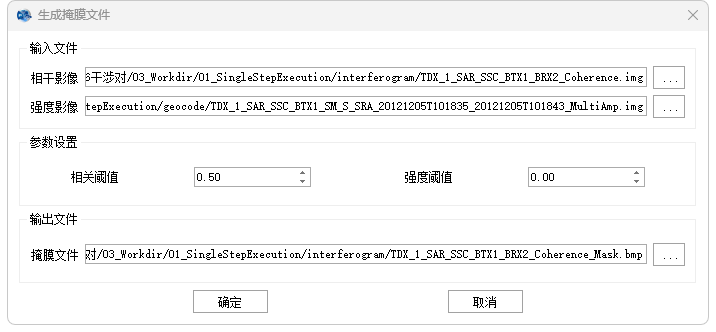 生成掩膜文件
输入文件
相干影像 6干涉对/03_Workdir/01_SingleStepExecution/interferogram/TDX_1_SAR_SSC_BTX1_BRX2_Coherence.img ...
强度影像 tepExecution/geocode/TDX_1_SAR_SSC_BTX1_SM_S_SRA_20121205T101835_20121205T101843_MultiAmp.img ...
参数设置
相关阈值 0.50 强度阈值 0.00
输出文件
掩膜文件 对/03_Workdir/01_SingleStepExecution/interferogram/TDX_1_SAR_SSC_BTX1_BRX2_Coherence_Mask.bmp ...
确定 取消